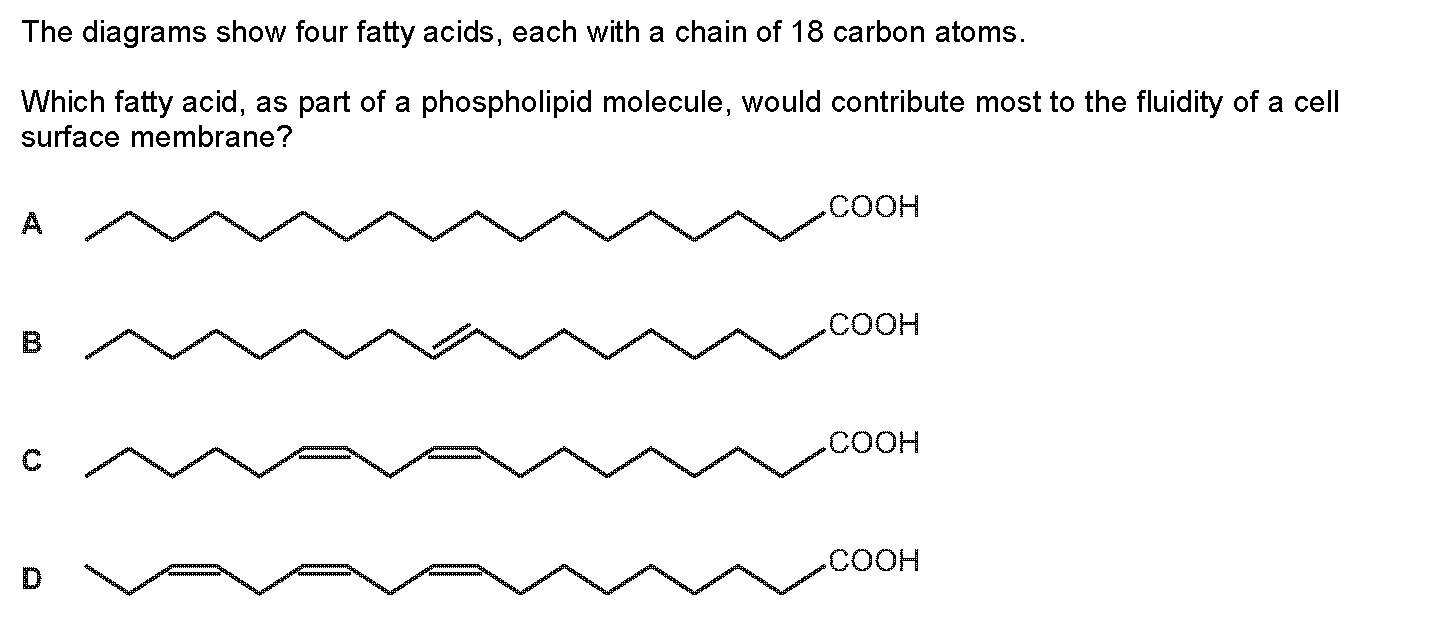 The diagrams show four fatty acids, each with a chain of 18 carbon atoms.
Which fatty acid, as part of a phospholipid molecule, would contribute most to the fluidity of a cell
surface membrane?
A COOH
B COOH
C COOH
D COOH